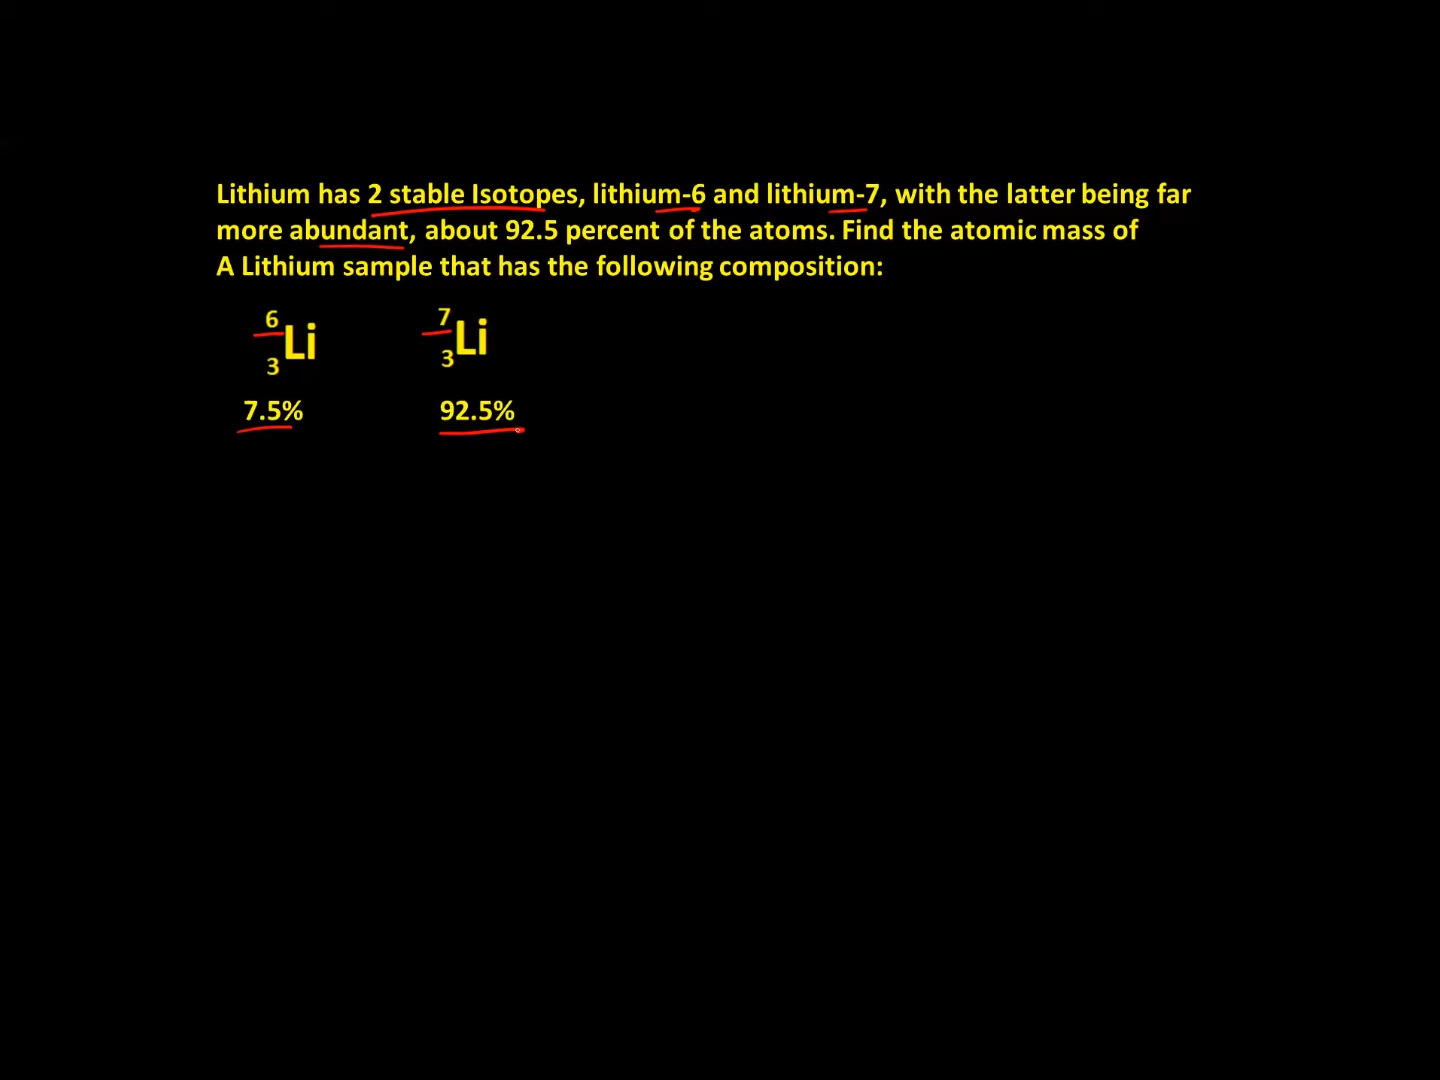 Lithium has 2 stable Isotopes, lithium-6 and lithium-7, with the latter being far
more abundant, about 92.5 percent of the atoms. Find the atomic mass of
A Lithium sample that has the following composition:
6 7
Li Li
3 3
7.5% 92.5%